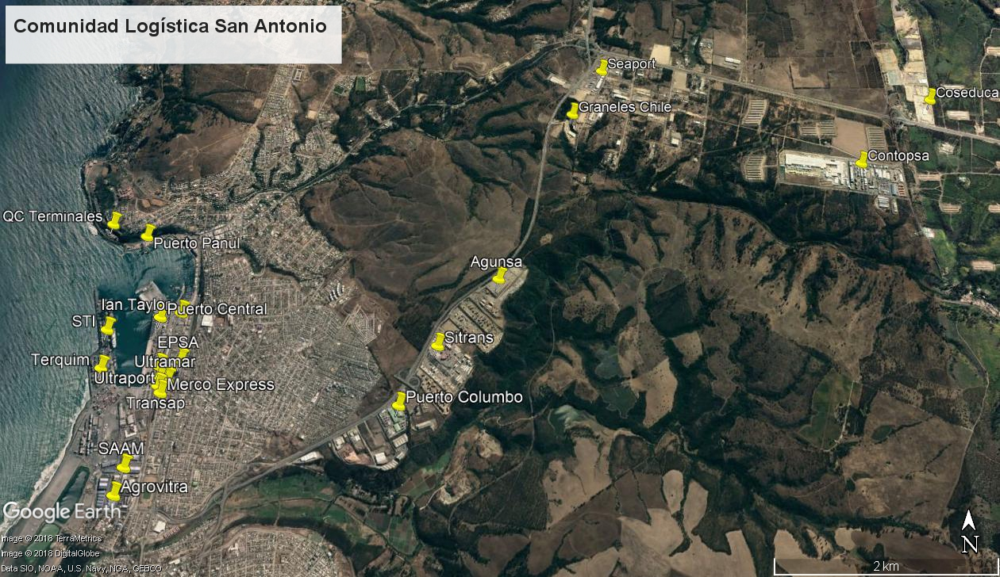 Comunidad Logística San Antonio
Seaport
Coseduca
Graneles Chile
Contopsa
QC Terminales
Puerto Panul
Agunsa
Ian Taylo
Puerto Central
STI
Sitrans
EPSA
Terquim
Ultramar
Ultraport
Merco Express
Puerto Columbo
Transap
SAAM
Agrovitra
Google Earth
Image © 2018 TerraMetrics
Image © 2018 DigitalGlobe
Data SIO, NOAA, U.S. Navy, NGA, GEBCO
N
2 km